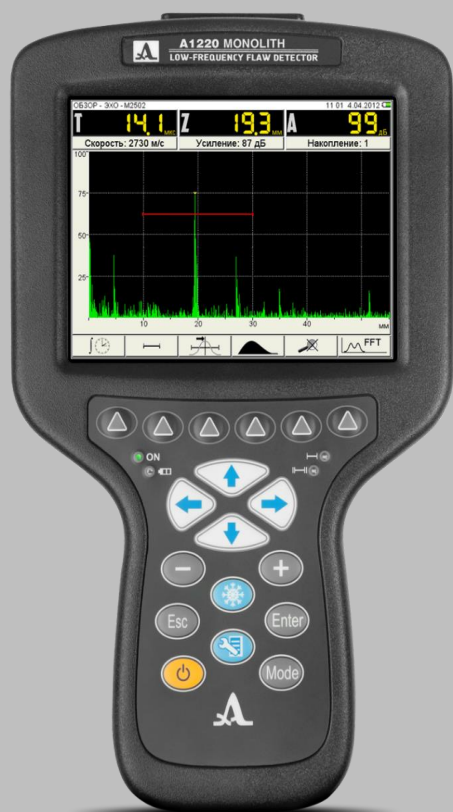 A1220 MONOLITH
LOW-FREQUENCY FLAW DETECTOR
ОБЗОР - ЭХО - M2502 11 01 4.04.2012
T 14,1 мкс Z 19,3 мм A 99 дБ
Скорость: 2730 м/с Усиление: 87 дБ Накопление: 1
100
75
50
25
10 20 30 40 мм
FFT
ON
− +
Esc Enter
Mode